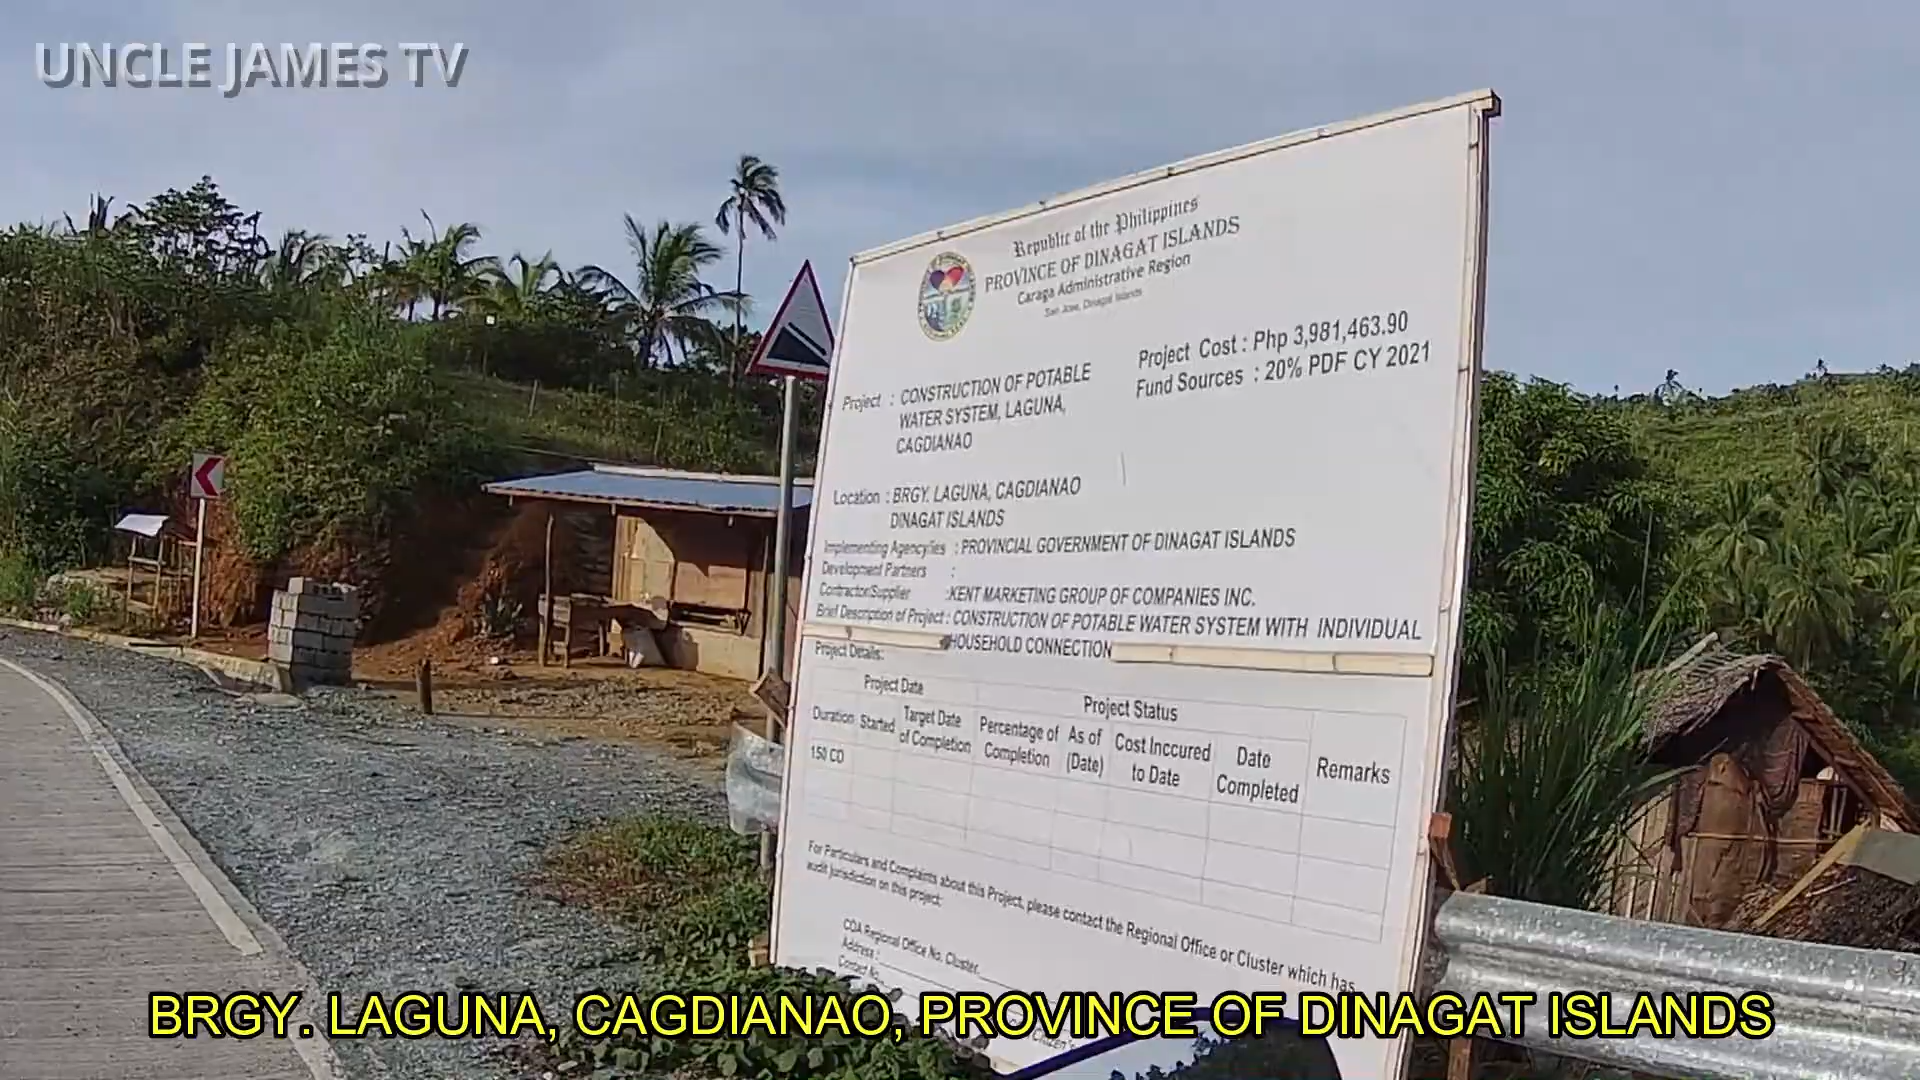 UNCLE JAMES TV
Republic of the Philippines
PROVINCE OF DINAGAT ISLANDS
Caraga Administrative Region
San Jose, Dinagat Islands
Project Cost : Php 3,981,463.90
Fund Sources : 20% PDF CY 2021
Project : CONSTRUCTION OF POTABLE
WATER SYSTEM, LAGUNA,
CAGDIANAO
Location : BRGY. LAGUNA, CAGDIANAO
DINAGAT ISLANDS
Implementing Agency/ies : PROVINCIAL GOVERNMENT OF DINAGAT ISLANDS
Development Partners :
Contractor/Supplier :KENT MARKETING GROUP OF COMPANIES INC.
Brief Description of Project : CONSTRUCTION OF POTABLE WATER SYSTEM WITH INDIVIDUAL
HOUSEHOLD CONNECTION
Project Details:
Project Date Project Status
Duration Started Target Date of Completion Percentage of Completion As of (Date) Cost Inccured to Date Date Completed Remarks
150 CD
For Particulars and Complaints about this Project, please contact the Regional Office or Cluster which has
audit jurisdiction on this project:
COA Regional Office No. Cluster:
Address :
Contact No.
BRGY. LAGUNA, CAGDIANAO, PROVINCE OF DINAGAT ISLANDS